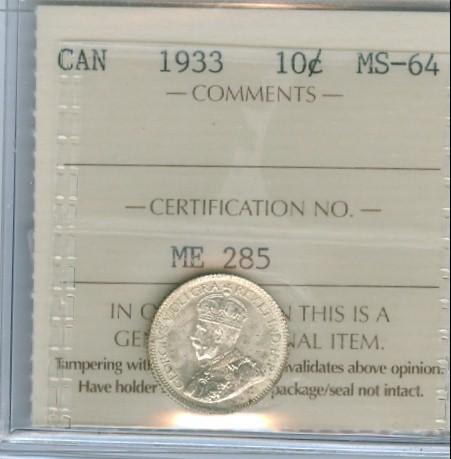 CAN 1933 10¢ MS-64
— COMMENTS —
— CERTIFICATION NO. —
ME 285
IN O N THIS IS A
GE NAL ITEM.
Tampering with validates above opinion.
Have holder package/seal not intact.